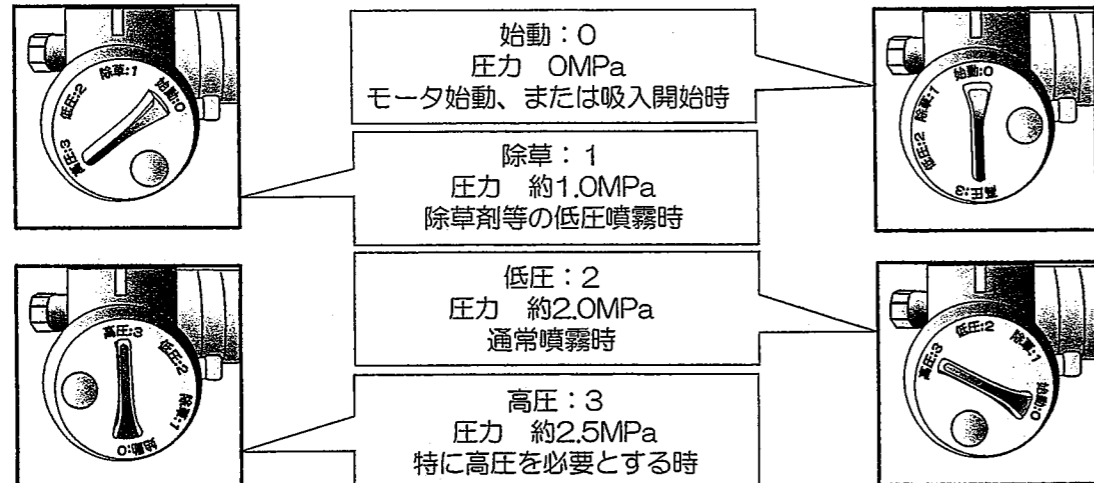 始動：0
圧力　0MPa
モータ始動、または吸入開始時
除草：1
圧力　約1.0MPa
除草剤等の低圧噴霧時
低圧：2
圧力　約2.0MPa
通常噴霧時
高圧：3
圧力　約2.5MPa
特に高圧を必要とする時
始動:0
除草:1
低圧:2
高圧:3
始動:0
除草:1
低圧:2
高圧:3
高圧:3
低圧:2
除草:1
始動:0
高圧:3
低圧:2
除草:1
始動:0